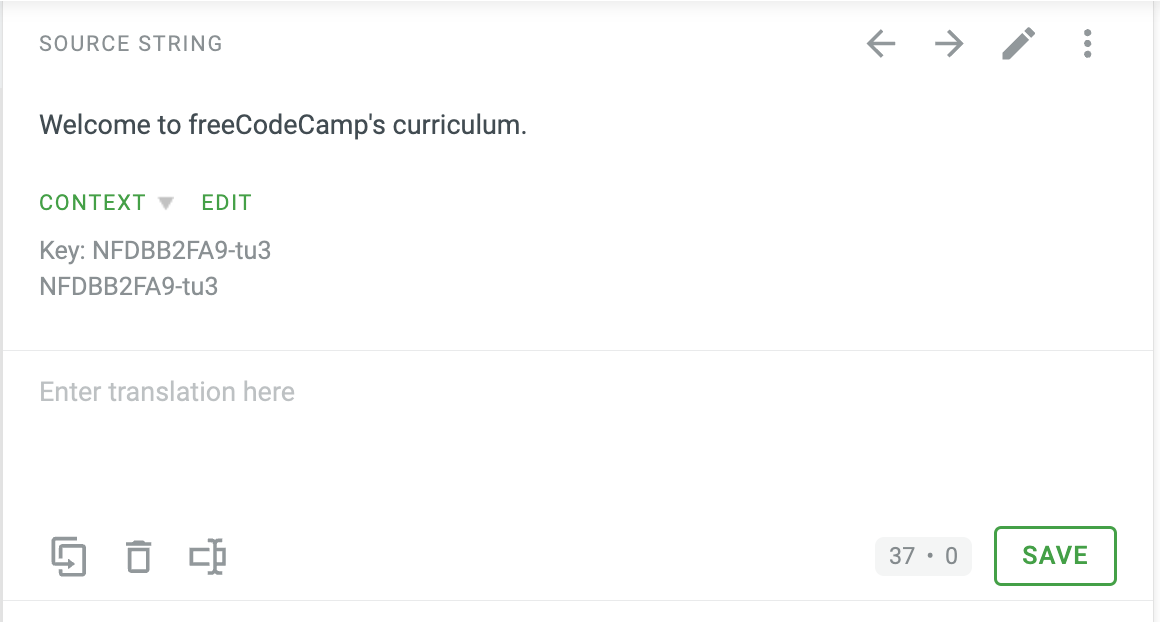 SOURCE STRING
Welcome to freeCodeCamp's curriculum.
CONTEXT EDIT
Key: NFDBB2FA9-tu3
NFDBB2FA9-tu3
Enter translation here
37 • 0 SAVE